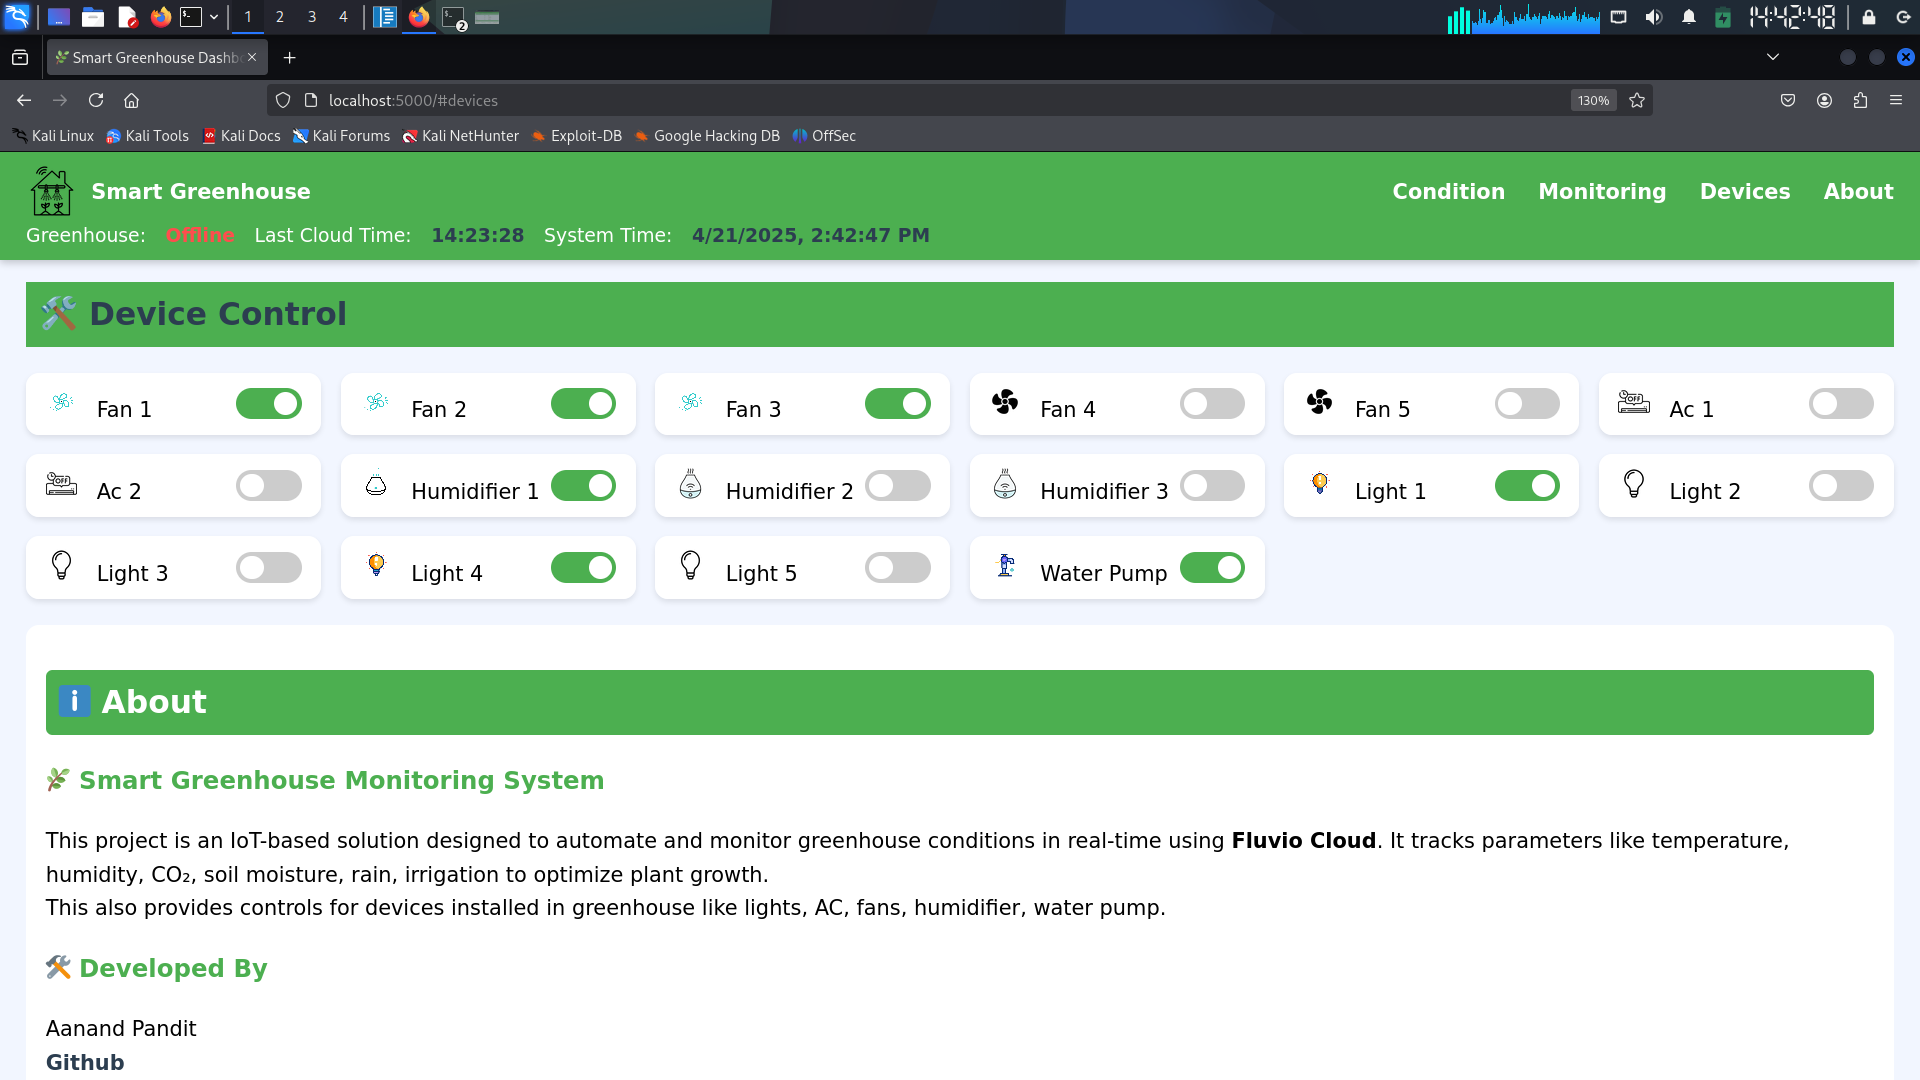 1 2 3 4 2 14:42:48
Smart Greenhouse Dashb
localhost:5000/#devices 130%
Kali Linux Kali Tools Kali Docs Kali Forums Kali NetHunter Exploit-DB Google Hacking DB OffSec
Smart Greenhouse Condition Monitoring Devices About
Greenhouse: Offline Last Cloud Time: 14:23:28 System Time: 4/21/2025, 2:42:47 PM
🛠️ Device Control
Fan 1 Fan 2 Fan 3 Fan 4 Fan 5 OFF Ac 1
OFF Ac 2 Humidifier 1 Humidifier 2 Humidifier 3 Light 1 Light 2
Light 3 Light 4 Light 5 Water Pump
ℹ️ About
🌿 Smart Greenhouse Monitoring System
This project is an IoT-based solution designed to automate and monitor greenhouse conditions in real-time using Fluvio Cloud. It tracks parameters like temperature,
humidity, CO₂, soil moisture, rain, irrigation to optimize plant growth.
This also provides controls for devices installed in greenhouse like lights, AC, fans, humidifier, water pump.
🛠️ Developed By
Aanand Pandit
Github